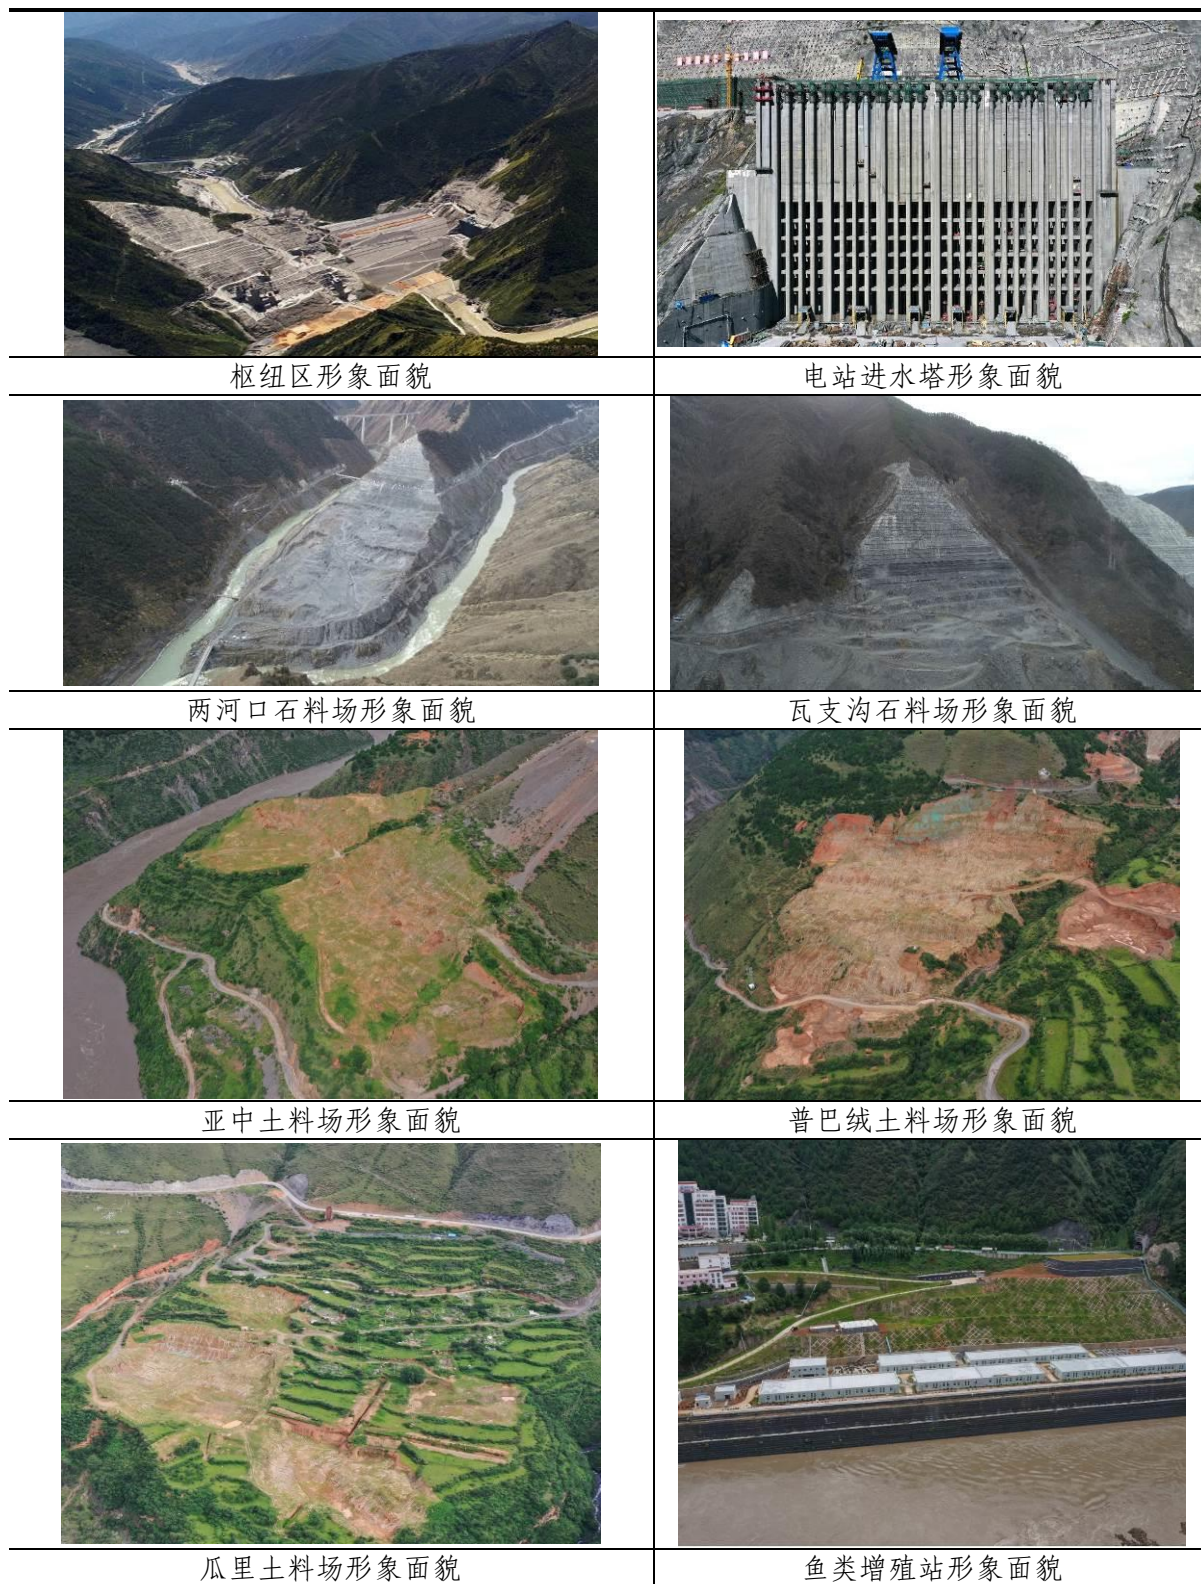 枢纽区形象面貌
电站进水塔形象面貌
两河口石料场形象面貌
瓦支沟石料场形象面貌
亚中土料场形象面貌
普巴绒土料场形象面貌
瓜里土料场形象面貌
鱼类增殖站形象面貌